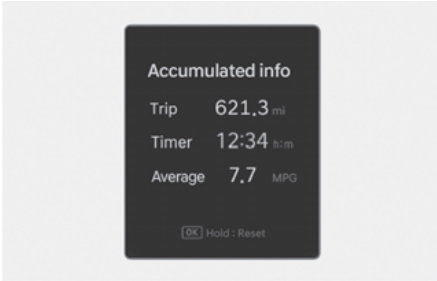 Accumulated info
Trip 621.3 mi
Timer 12:34 h:m
Average 7.7 MPG
OK Hold : Reset